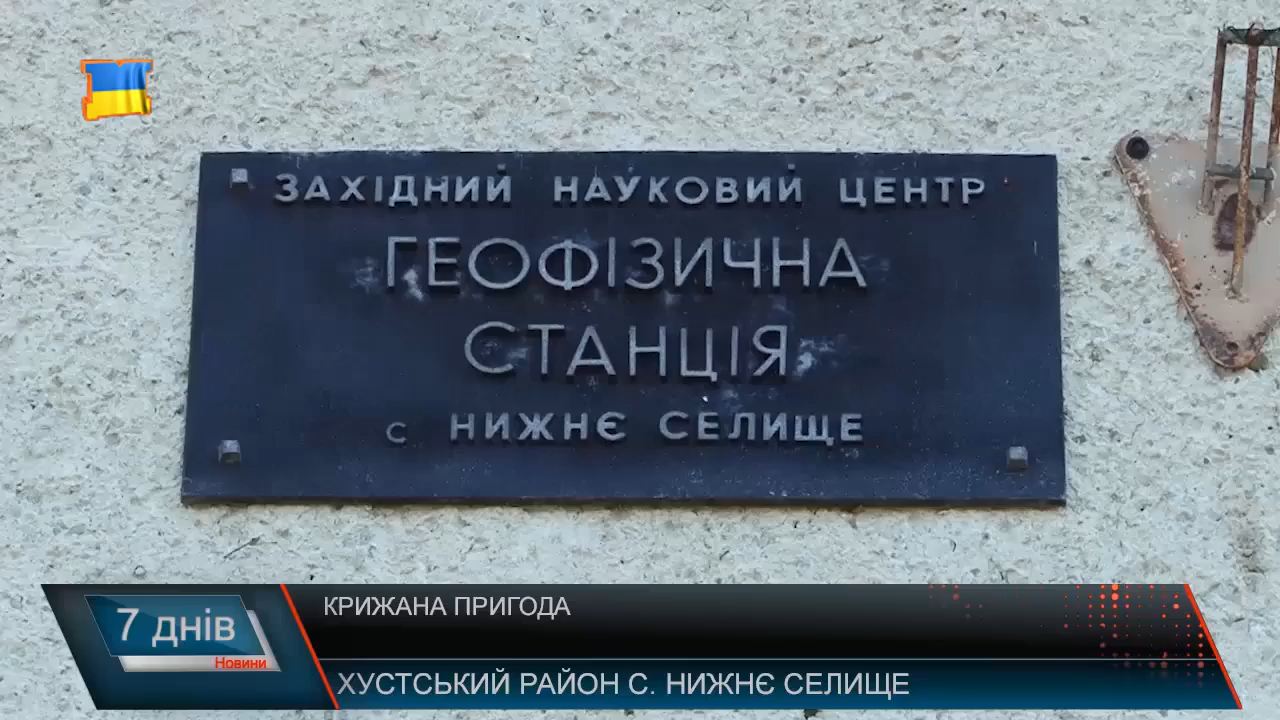 ЗАХІДНИЙ НАУКОВИЙ ЦЕНТР
ГЕОФІЗИЧНА
СТАНЦІЯ
с НИЖНЄ СЕЛИЩЕ
7 днів
Новини
КРИЖАНА ПРИГОДА
ХУСТСЬКИЙ РАЙОН С. НИЖНЄ СЕЛИЩЕ